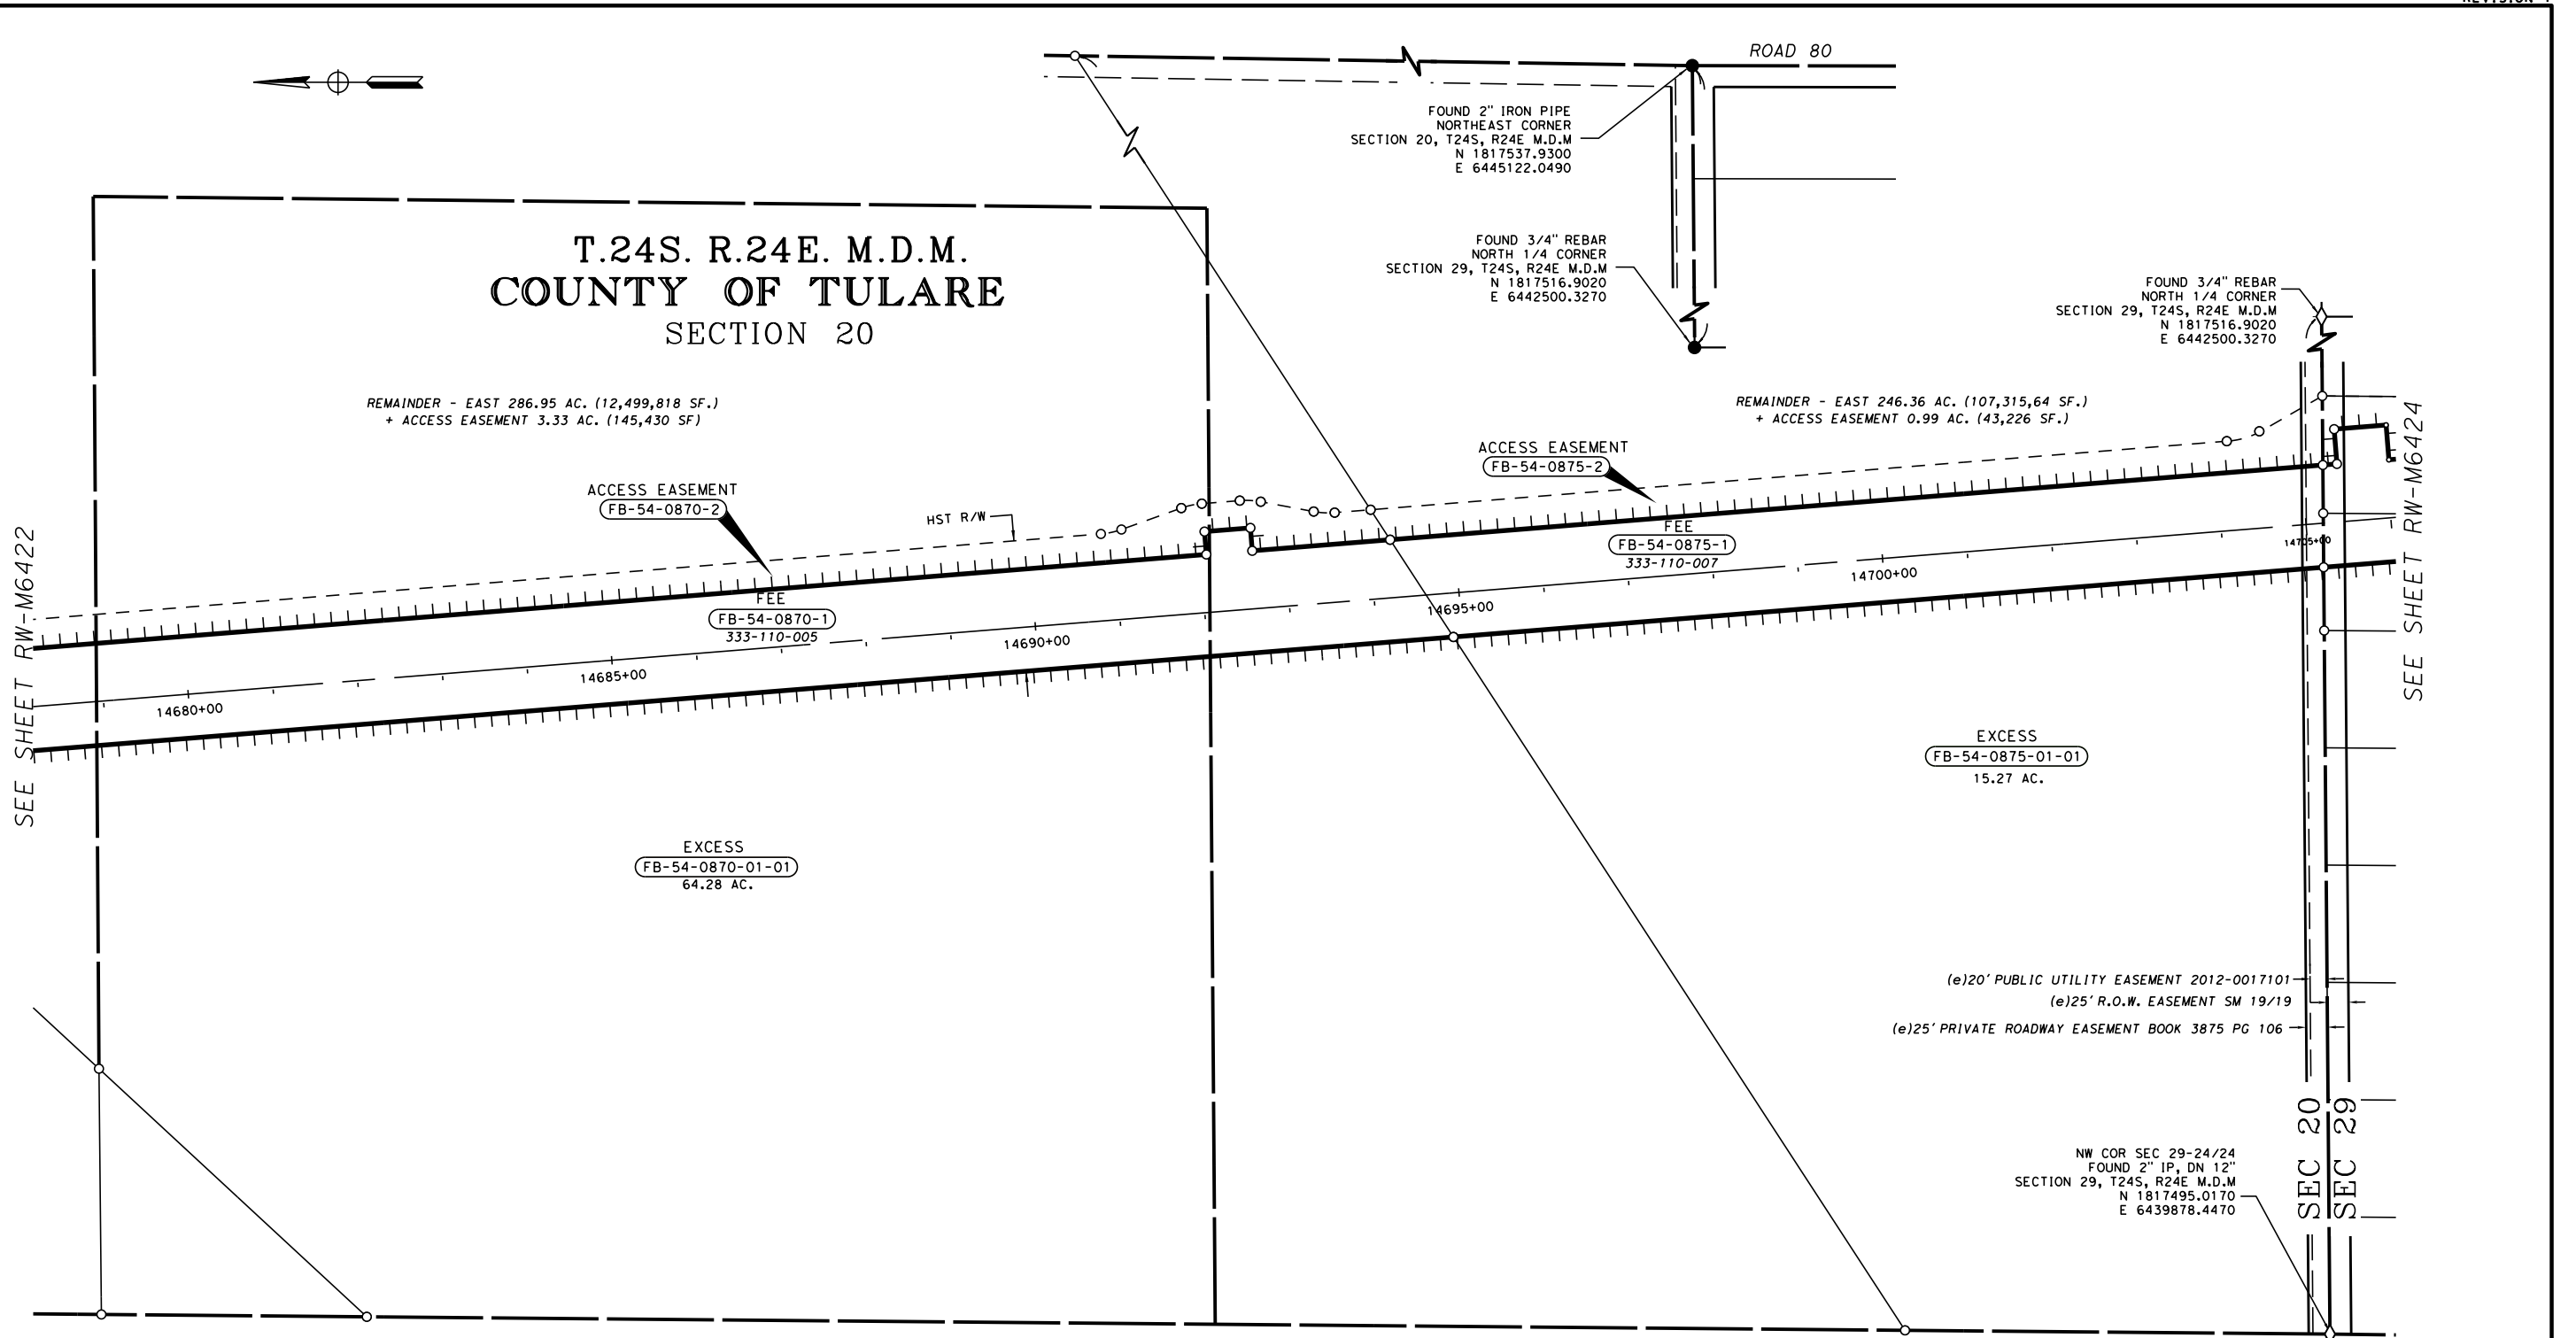 ROAD 80
FOUND 2" IRON PIPE
NORTHEAST CORNER
SECTION 20, T24S, R24E M.D.M
N 1817537.9300
E 6445122.0490
T.24S. R.24E. M.D.M.
COUNTY OF TULARE
SECTION 20
FOUND 3/4" REBAR
NORTH 1/4 CORNER
SECTION 29, T24S, R24E M.D.M
N 1817516.9020
E 6442500.3270
FOUND 3/4" REBAR
NORTH 1/4 CORNER
SECTION 29, T24S, R24E M.D.M
N 1817516.9020
E 6442500.3270
REMAINDER - EAST 286.95 AC. (12,499,818 SF.)
+ ACCESS EASEMENT 3.33 AC. (145,430 SF)
REMAINDER - EAST 246.36 AC. (107,315,64 SF.)
+ ACCESS EASEMENT 0.99 AC. (43,226 SF.)
ACCESS EASEMENT
FB-54-0875-2
ACCESS EASEMENT
FB-54-0870-2
HST R/W
FEE
FB-54-0875-1
333-110-007
FEE
FB-54-0870-1
333-110-005
14680+00
14685+00
14690+00
14695+00
14700+00
14705+00
SEE SHEET RW-M6422
SEE SHEET RW-M6424
EXCESS
FB-54-0875-01-01
15.27 AC.
EXCESS
FB-54-0870-01-01
64.28 AC.
(e)20' PUBLIC UTILITY EASEMENT 2012-0017101
(e)25' R.O.W. EASEMENT SM 19/19
(e)25' PRIVATE ROADWAY EASEMENT BOOK 3875 PG 106
SEC 20
SEC 29
NW COR SEC 29-24/24
FOUND 2" IP, DN 12"
SECTION 29, T24S, R24E M.D.M
N 1817495.0170
E 6439878.4470